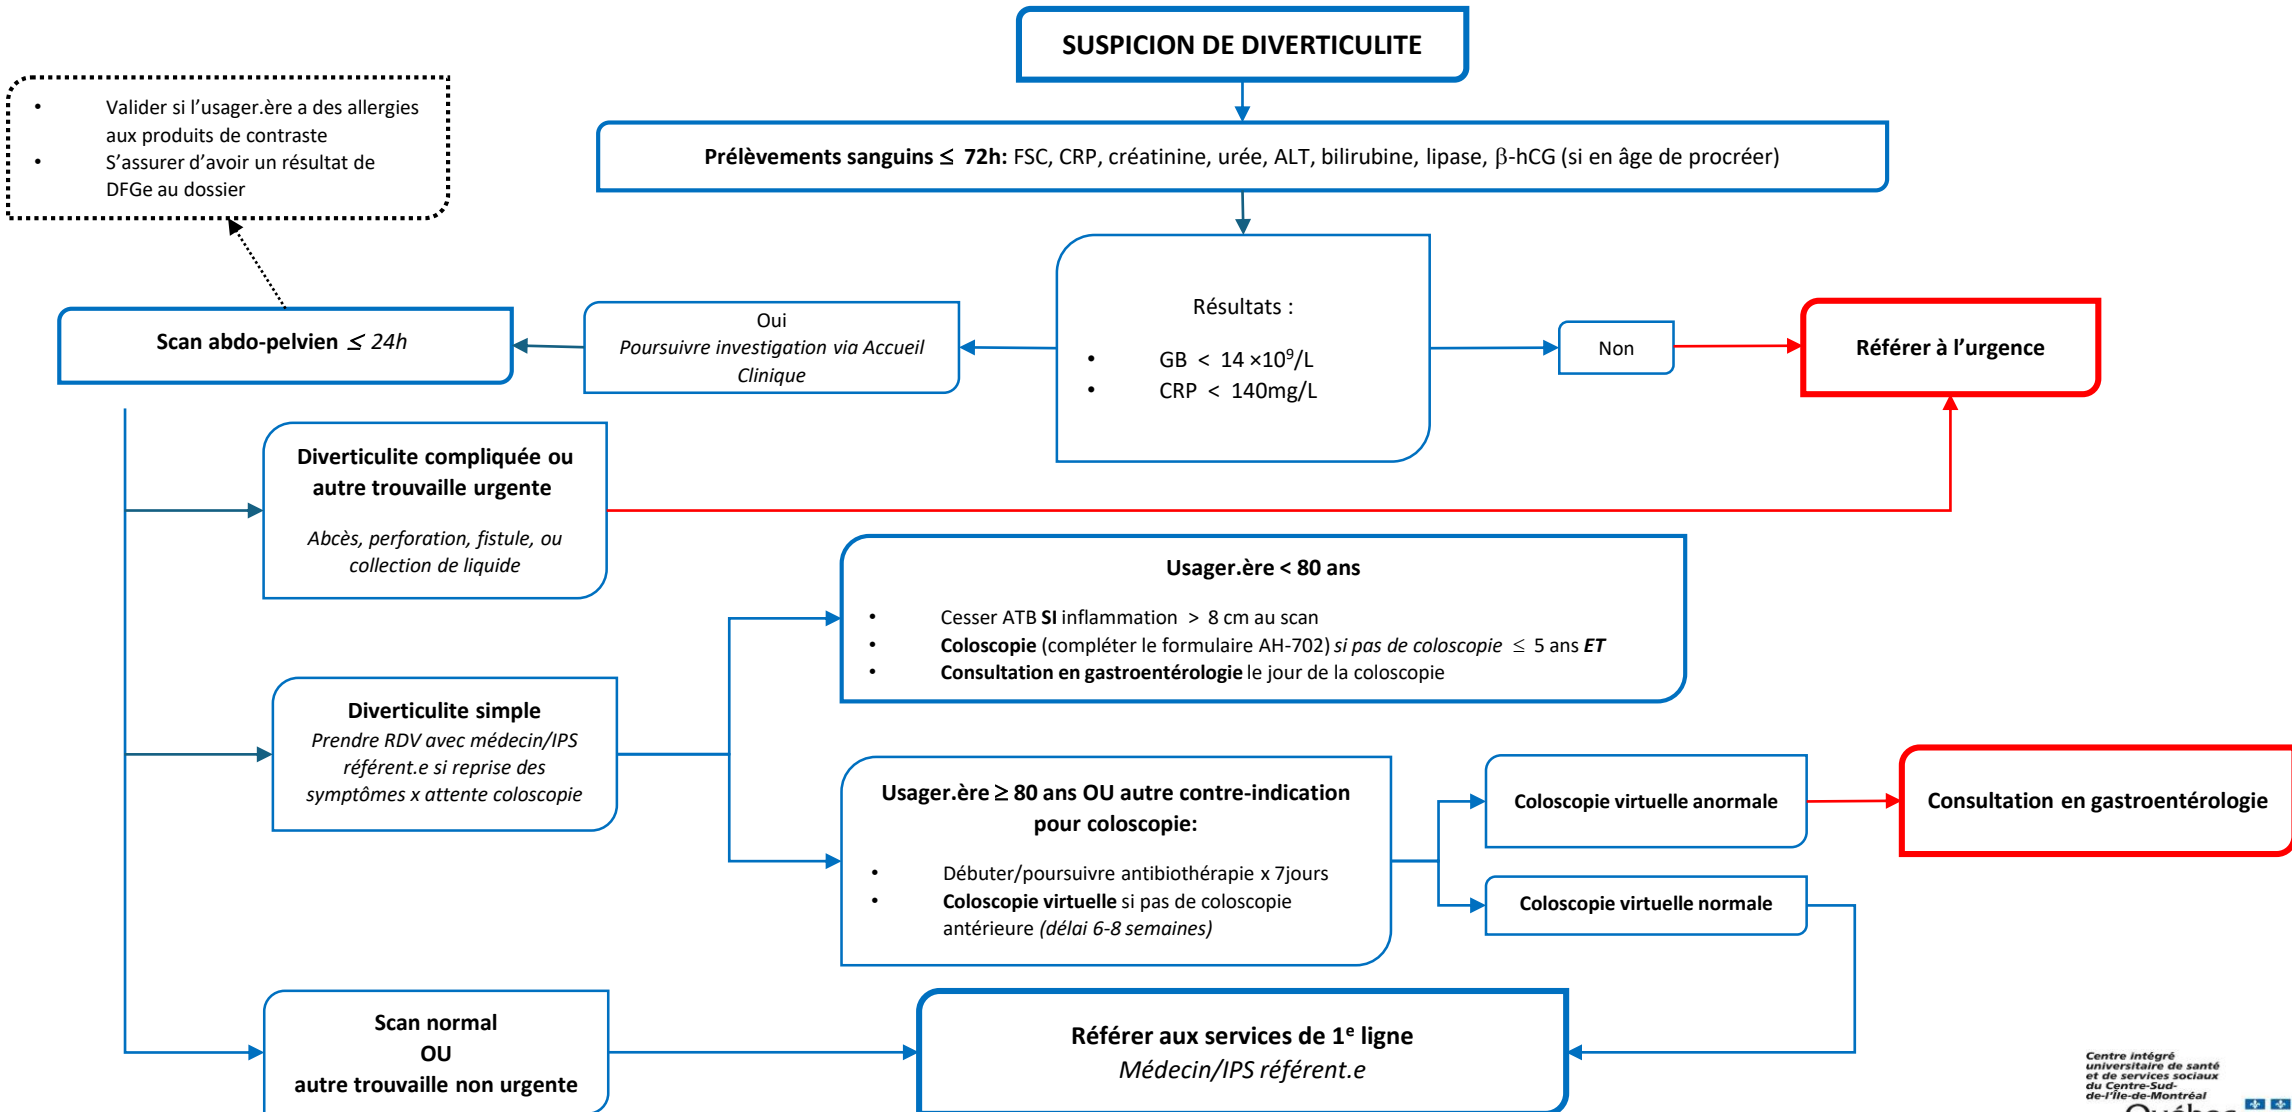 SUSPICION DE DIVERTICULITE
• Valider si l'usager.ère a des allergies
aux produits de contraste
• S'assurer d'avoir un résultat de
DFGe au dossier
Prélèvements sanguins ≤ 72h: FSC, CRP, créatinine, urée, ALT, bilirubine, lipase, β-hCG (si en âge de procréer)
Résultats :
• GB < 14 ×10⁹/L
• CRP < 140mg/L
Oui
Poursuivre investigation via Accueil
Clinique
Scan abdo-pelvien ≤ 24h
Non
Référer à l'urgence
Diverticulite compliquée ou
autre trouvaille urgente
Abcès, perforation, fistule, ou
collection de liquide
Usager.ère < 80 ans
• Cesser ATB SI inflammation > 8 cm au scan
• Coloscopie (compléter le formulaire AH-702) si pas de coloscopie ≤ 5 ans ET
• Consultation en gastroentérologie le jour de la coloscopie
Diverticulite simple
Prendre RDV avec médecin/IPS
référent.e si reprise des
symptômes x attente coloscopie
Usager.ère ≥ 80 ans OU autre contre-indication
pour coloscopie:
• Débuter/poursuivre antibiothérapie x 7jours
• Coloscopie virtuelle si pas de coloscopie
antérieure (délai 6-8 semaines)
Coloscopie virtuelle anormale
Consultation en gastroentérologie
Coloscopie virtuelle normale
Scan normal
OU
autre trouvaille non urgente
Référer aux services de 1ᵉ ligne
Médecin/IPS référent.e
Centre intégré
universitaire de santé
et de services sociaux
du Centre-Sud-
de-l'Île-de-Montréal
Québec